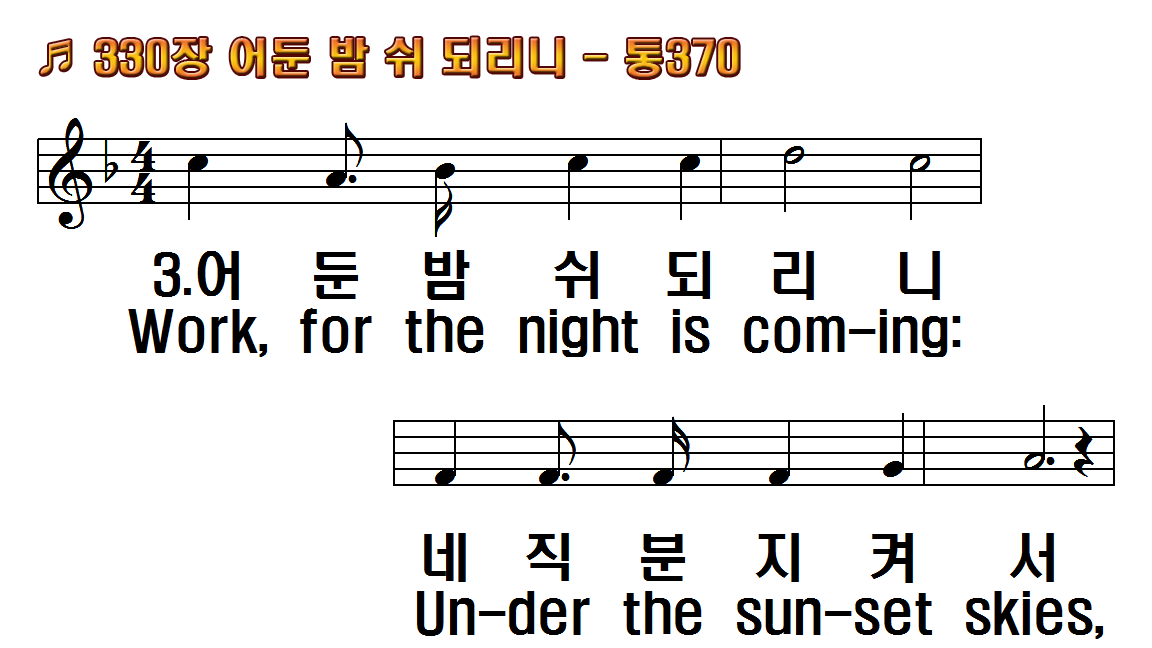 ♬ 330장 어둔 밤 쉬 되리니 - 통370
3.어 둔 밤 쉬 되 리 니
Work, for the night is com-ing:
네 직 분 지 켜 서
Un-der the sun-set skies,